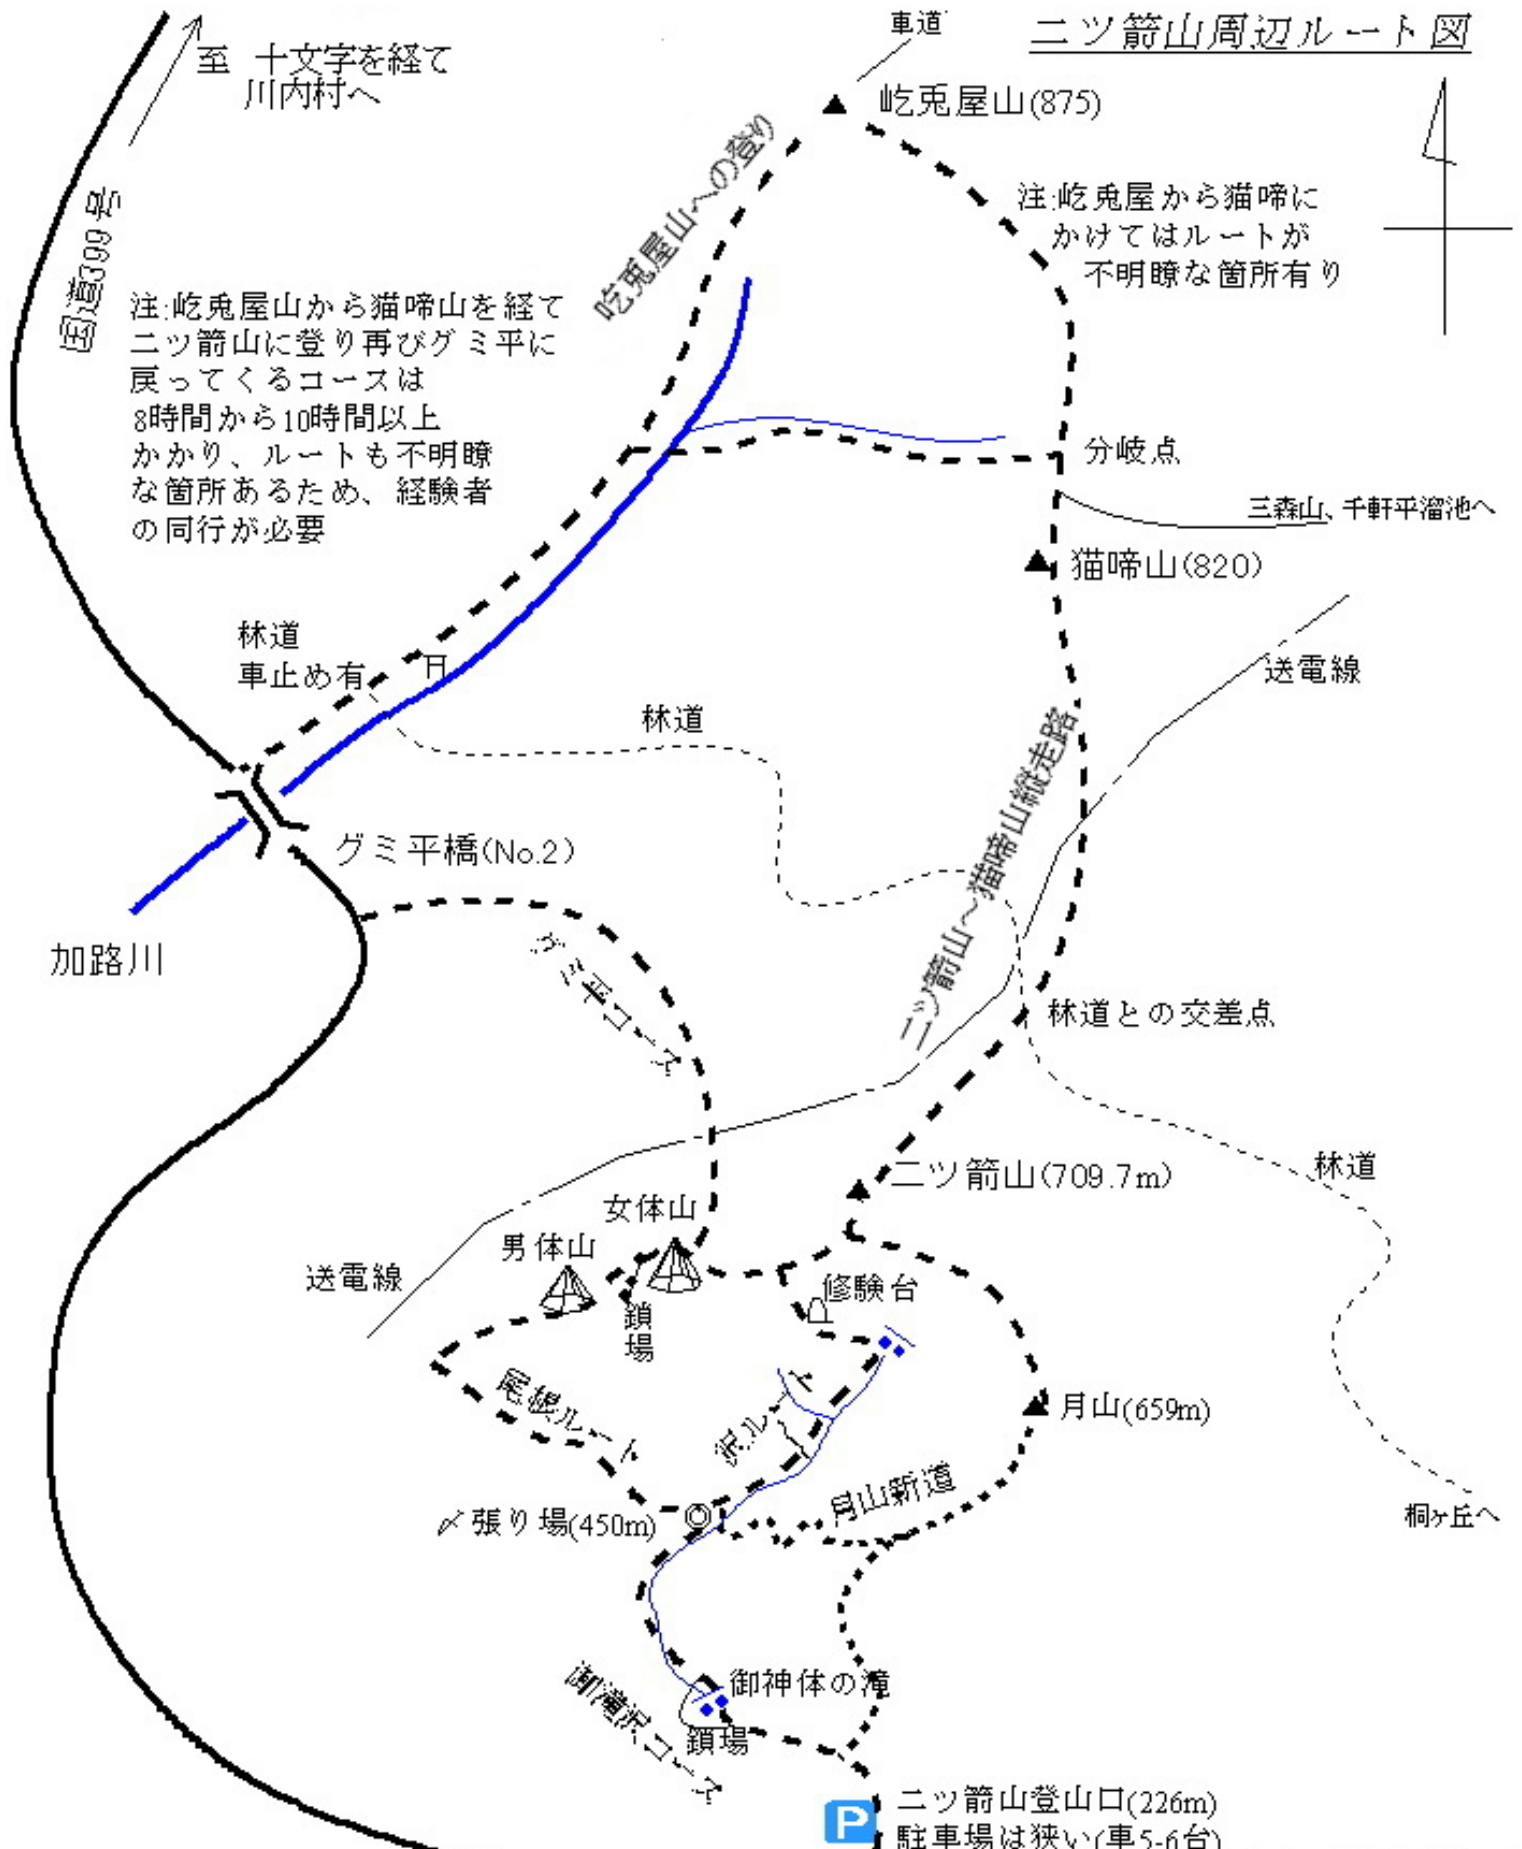 車道
二ツ箭山周辺ルート図
至 十文字を経て
川内村へ
屹兎屋山(875)
屹兎屋山への登り
国道399号
注:屹兎屋から猫啼に
かけてはルートが
不明瞭な箇所有り
注:屹兎屋山から猫啼山を経て
二ツ箭山に登り再びグミ平に
戻ってくるコースは
8時間から10時間以上
かかり、ルートも不明瞭
な箇所あるため、経験者
の同行が必要
分岐点
三森山、千軒平溜池へ
猫啼山(820)
林道
車止め有
送電線
林道
二ツ箭山～猫啼山縦走路
グミ平橋(No.2)
加路川
グミ平コース
林道との交差点
二ツ箭山(709.7m)
林道
女体山
男体山
送電線
修験台
鎖場
尾根ルート
沢ルート
月山(659m)
月山新道
〆張り場(450m)
桐ヶ丘へ
御神体の滝
御滝沢コース
鎖場
P
二ツ箭山登山口(226m)
駐車場は狭い(車5-6台)